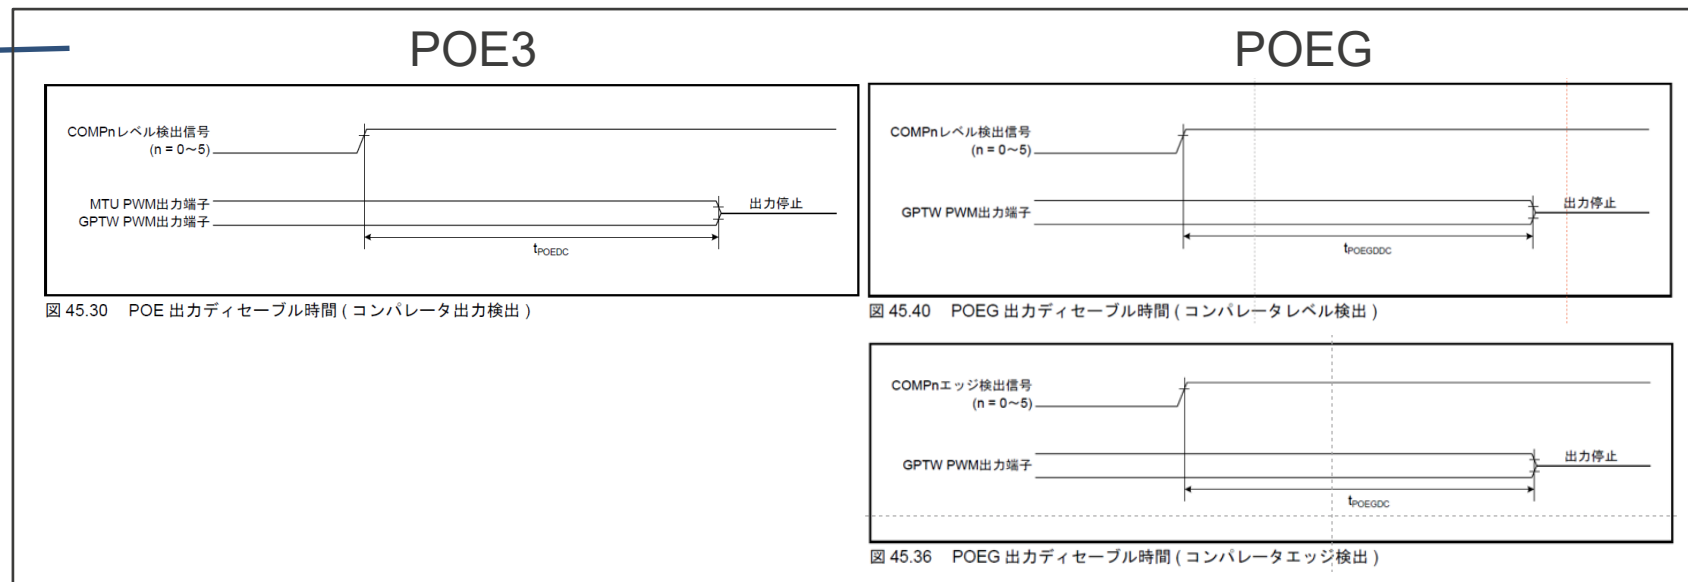 POE3
COMPnレベル検出信号
(n = 0～5)
MTU PWM出力端子
GPTW PWM出力端子
出力停止
tPOEDC
図 45.30 POE 出力ディセーブル時間 ( コンパレータ出力検出 )
POEG
COMPnレベル検出信号
(n = 0～5)
GPTW PWM出力端子
出力停止
tPOEGDDC
図 45.40 POEG 出力ディセーブル時間 ( コンパレータレベル検出 )
COMPnエッジ検出信号
(n = 0～5)
GPTW PWM出力端子
出力停止
tPOEGDC
図 45.36 POEG 出力ディセーブル時間 ( コンパレータエッジ検出 )